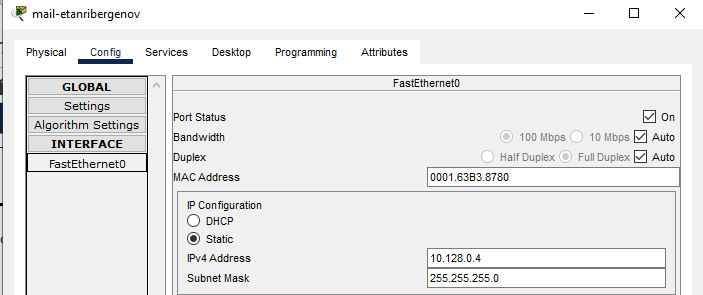 mail-etanribergenov
Physical Config Services Desktop Programming Attributes
GLOBAL
Settings
Algorithm Settings
INTERFACE
FastEthernet0
FastEthernet0
Port Status On
Bandwidth 100 Mbps 10 Mbps Auto
Duplex Half Duplex Full Duplex Auto
MAC Address 0001.63B3.8780
IP Configuration
DHCP
Static
IPv4 Address 10.128.0.4
Subnet Mask 255.255.255.0